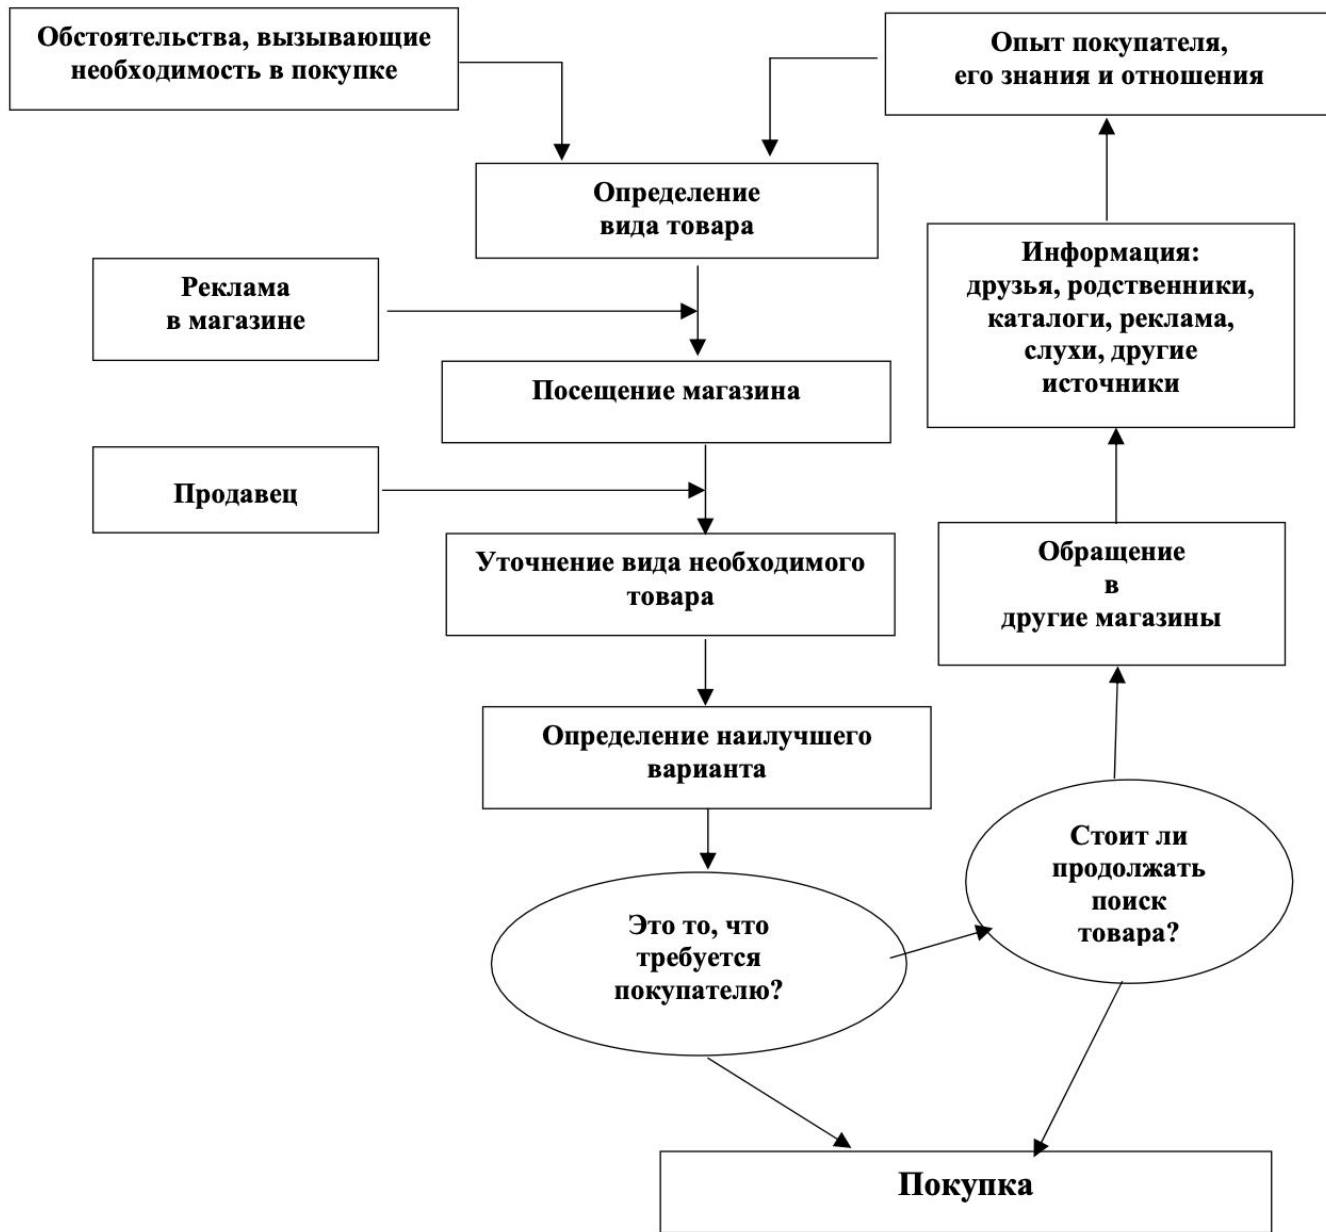 Обстоятельства, вызывающие
необходимость в покупке
Опыт покупателя,
его знания и отношения
Определение
вида товара
Реклама
в магазине
Информация:
друзья, родственники,
каталоги, реклама,
слухи, другие
источники
Посещение магазина
Продавец
Уточнение вида необходимого
товара
Обращение
в
другие магазины
Определение наилучшего
варианта
Стоит ли
продолжать
поиск
товара?
Это то, что
требуется
покупателю?
Покупка